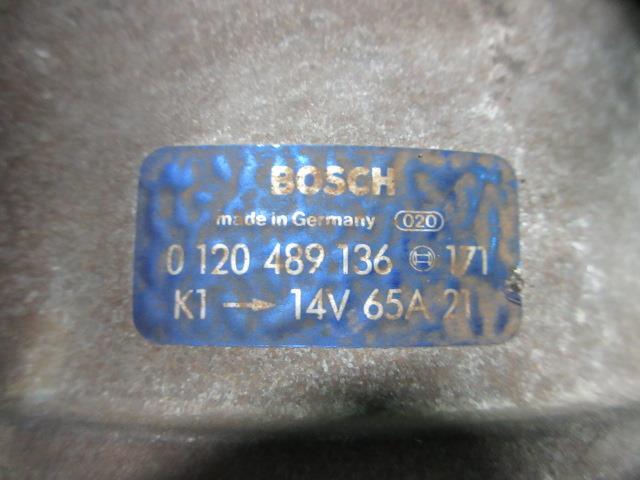 BOSCH
made in Germany 020
0 120 489 136 171
K1 → 14V 65A 21